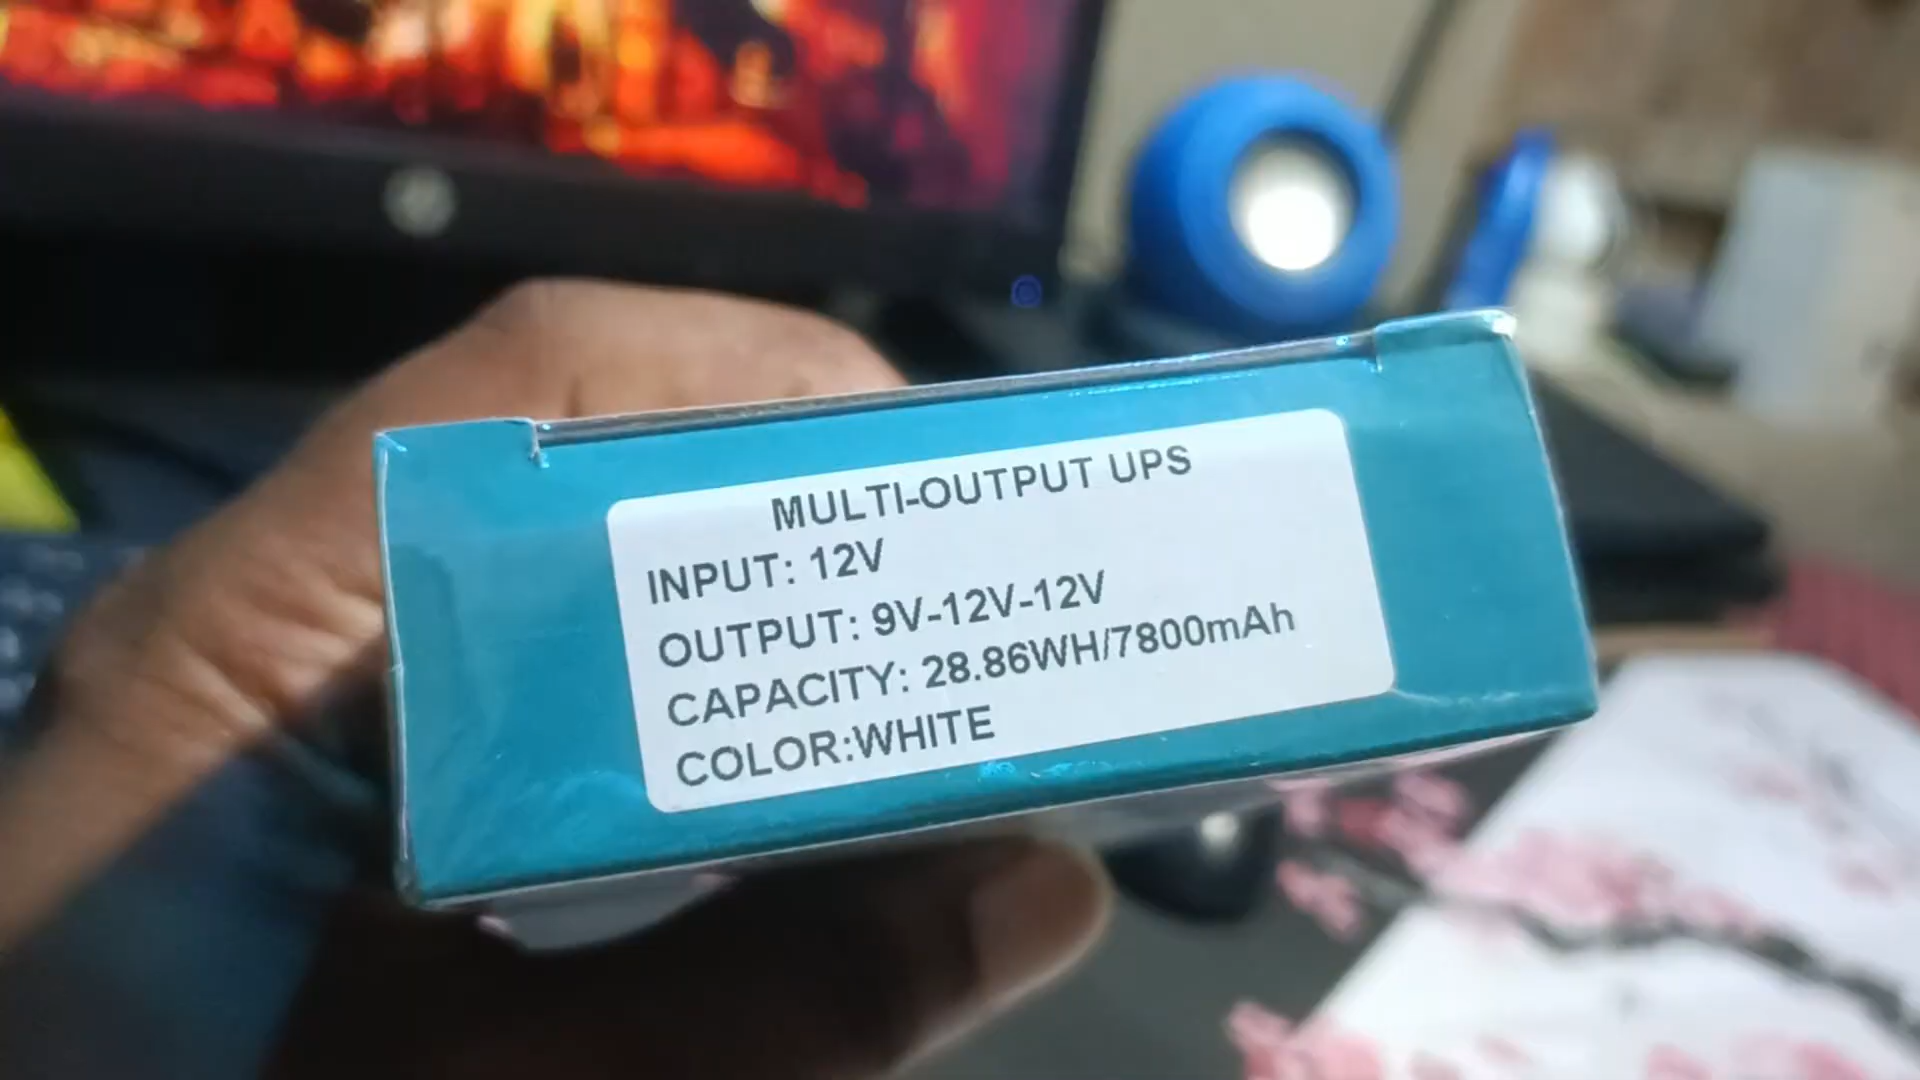 MULTI-OUTPUT UPS
INPUT: 12V
OUTPUT: 9V-12V-12V
CAPACITY: 28.86WH/7800mAh
COLOR:WHITE